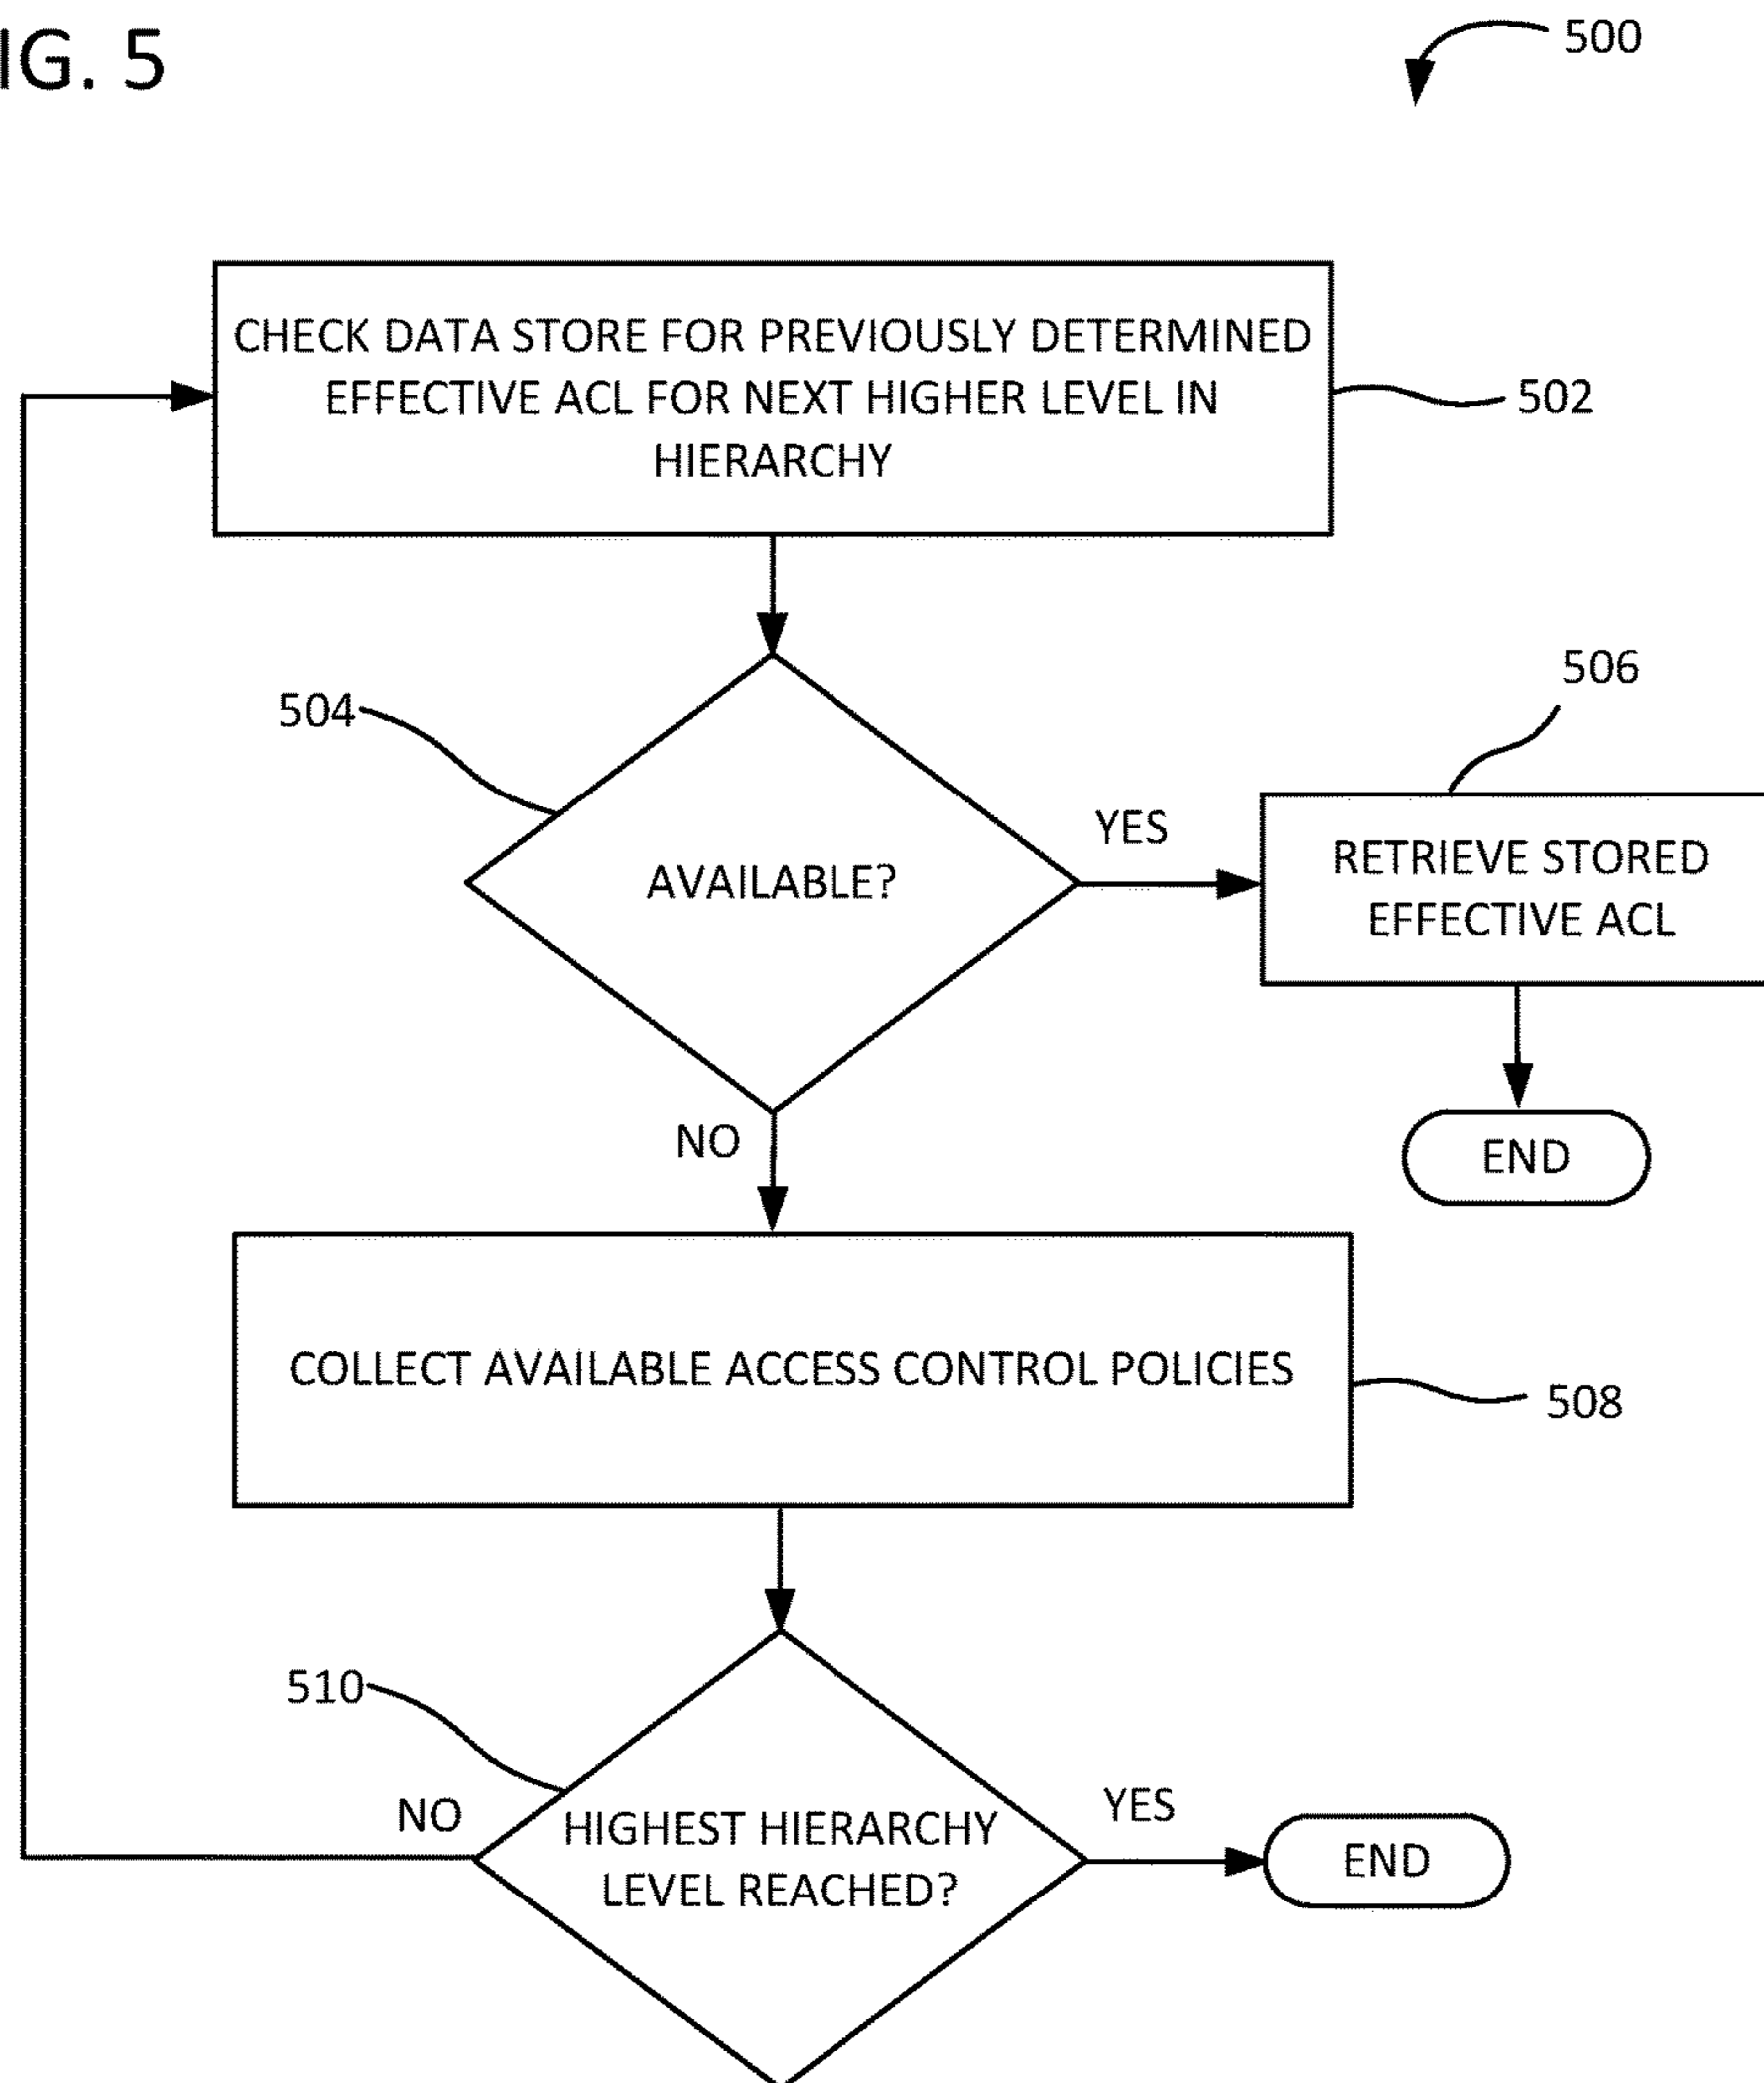 IG. 5
500
CHECK DATA STORE FOR PREVIOUSLY DETERMINED
EFFECTIVE ACL FOR NEXT HIGHER LEVEL IN
HIERARCHY
502
504
AVAILABLE?
YES
506
RETRIEVE STORED
EFFECTIVE ACL
END
NO
COLLECT AVAILABLE ACCESS CONTROL POLICIES
508
510
NO
HIGHEST HIERARCHY
LEVEL REACHED?
YES
END